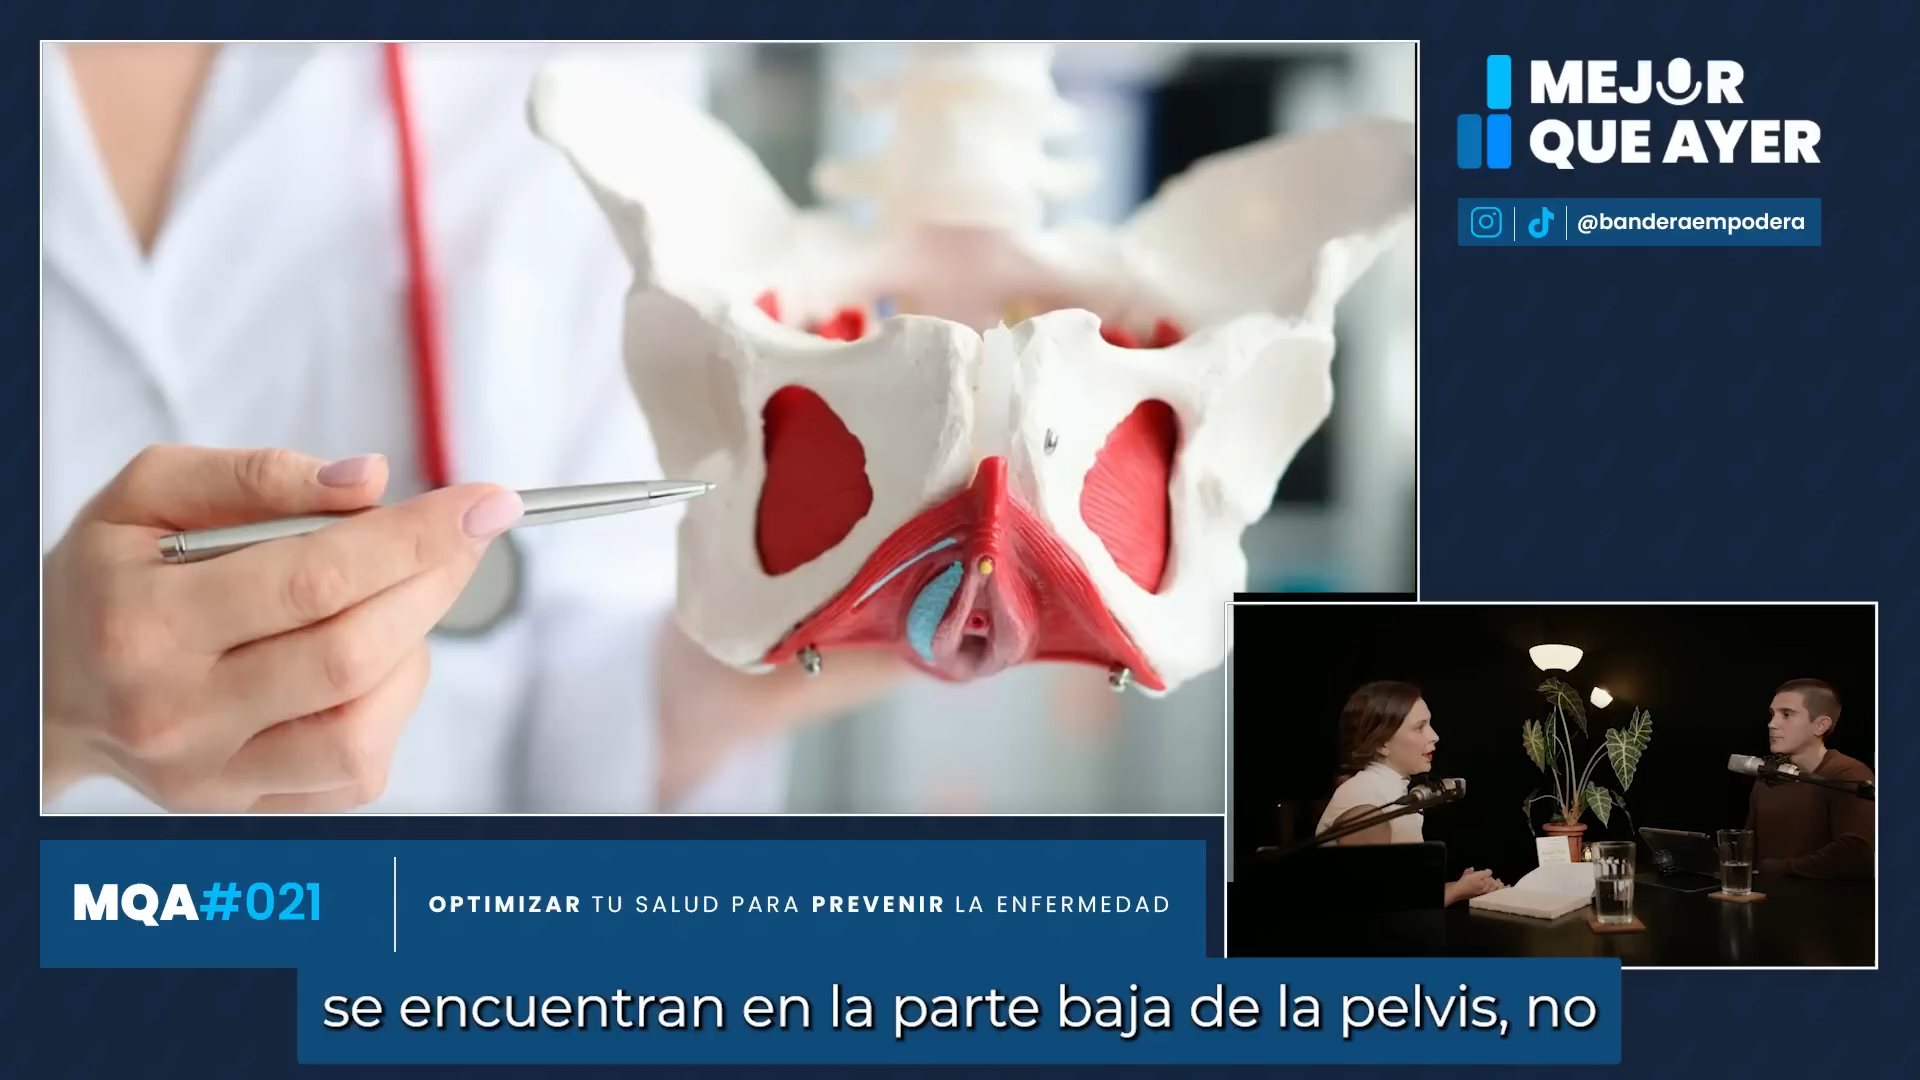 MEJOR
QUE AYER
@banderaempodera
MQA#021
OPTIMIZAR TU SALUD PARA PREVENIR LA ENFERMEDAD
se encuentran en la parte baja de la pelvis, no